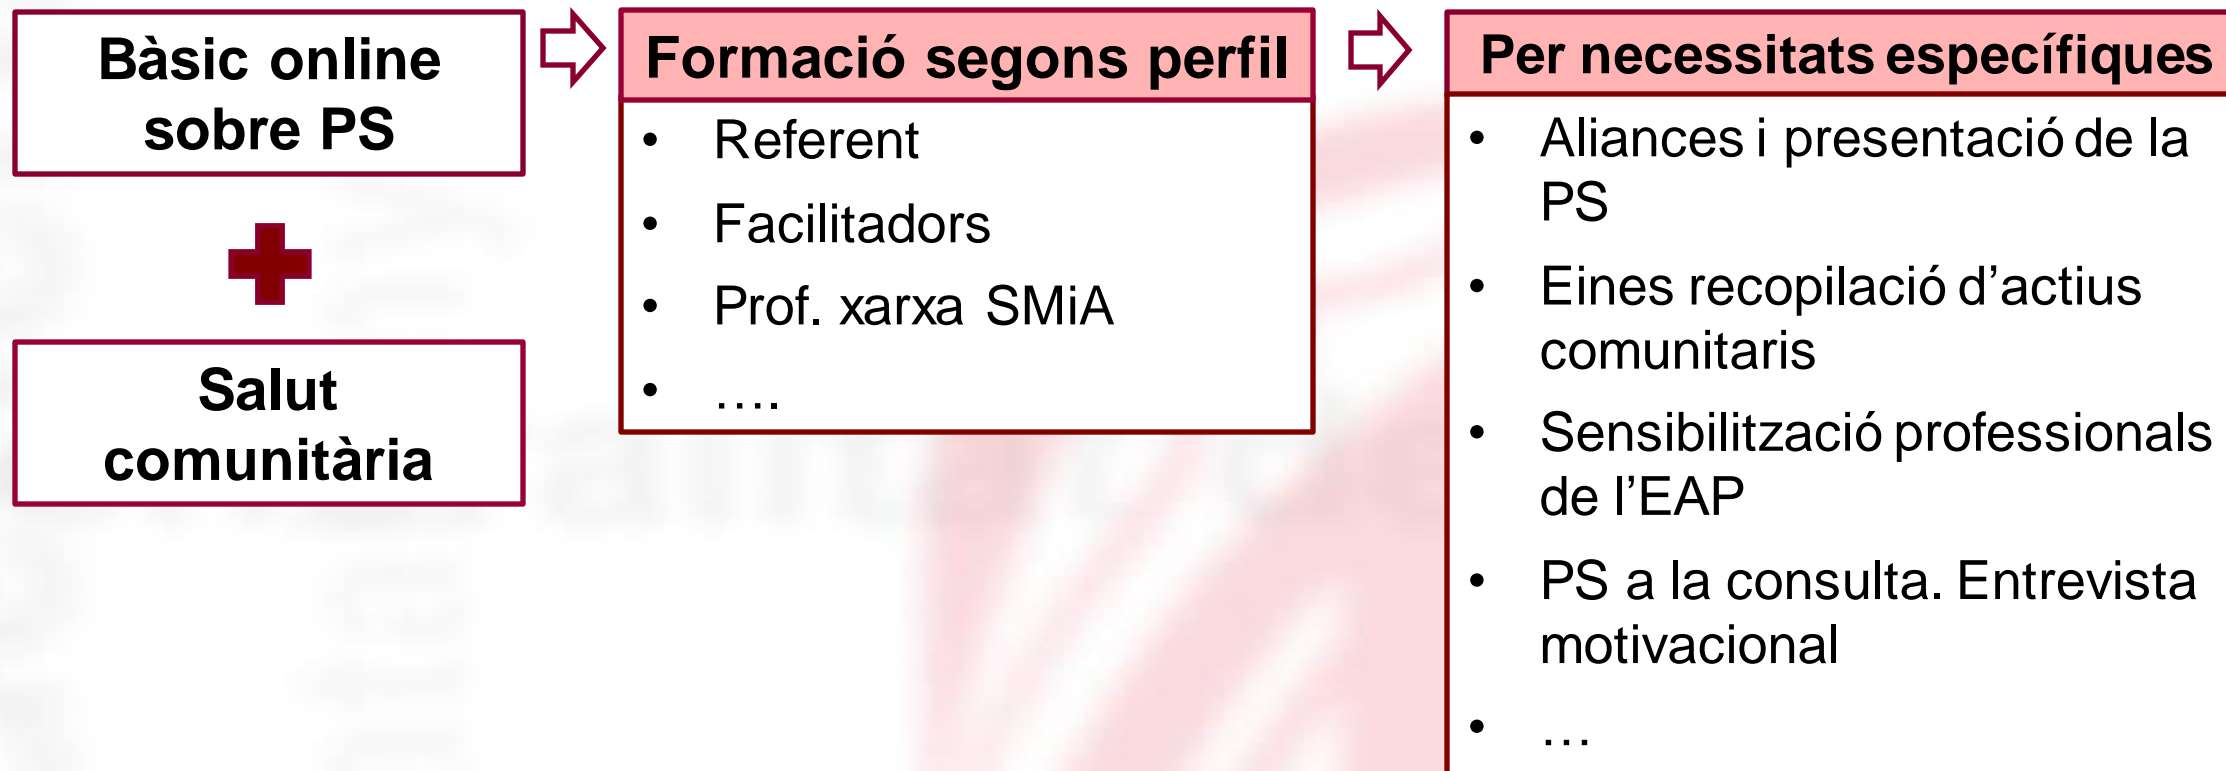 Bàsic online
sobre PS
Salut
comunitària
Formació segons perfil
• Referent
• Facilitadors
• Prof. xarxa SMiA
• ….
Per necessitats específiques
• Aliances i presentació de la
PS
• Eines recopilació d’actius
comunitaris
• Sensibilització professionals
de l’EAP
• PS a la consulta. Entrevista
motivacional
• …